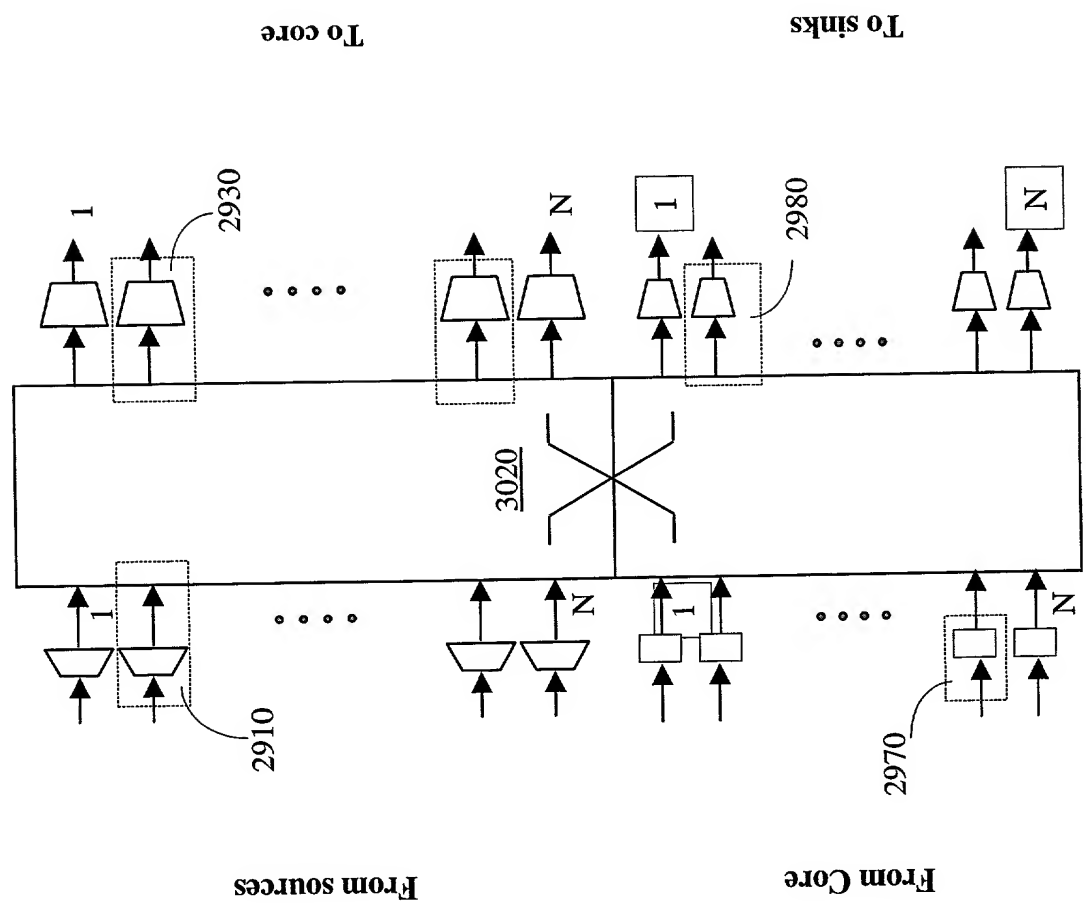 To core
To sinks
1
2930
N
1
2980
N
3020
1
2910
N
1
2970
N
From sources
From Core